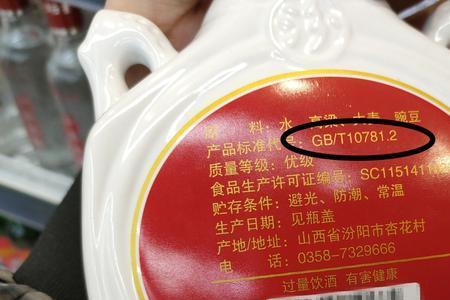 原 料：水、高粱、大麦、豌豆
产品标准代号：GB/T10781.2
质量等级：优级
食品生产许可证编号：SC1151411
贮存条件：避光、防潮、常温
生产日期：见瓶盖
产地/地址：山西省汾阳市杏花村
电 话：0358-7329666
过量饮酒 有害健康